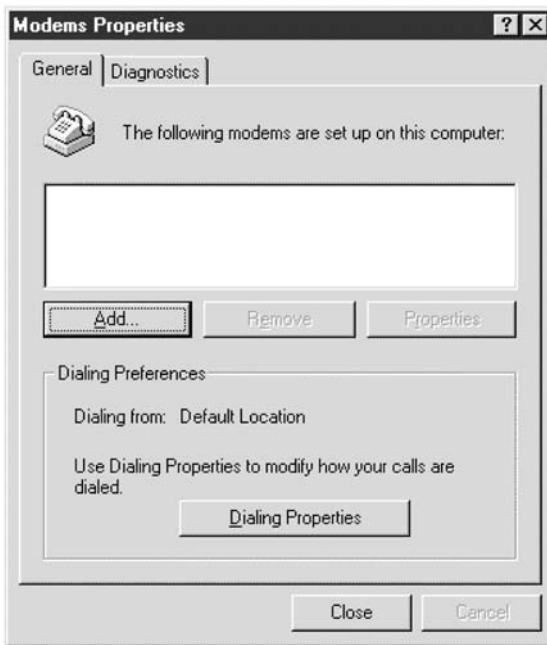 Modems Properties
General Diagnostics
The following modems are set up on this computer:
Add... Remove Properties
Dialing Preferences
Dialing from: Default Location
Use Dialing Properties to modify how your calls are
dialed.
Dialing Properties
Close Cancel